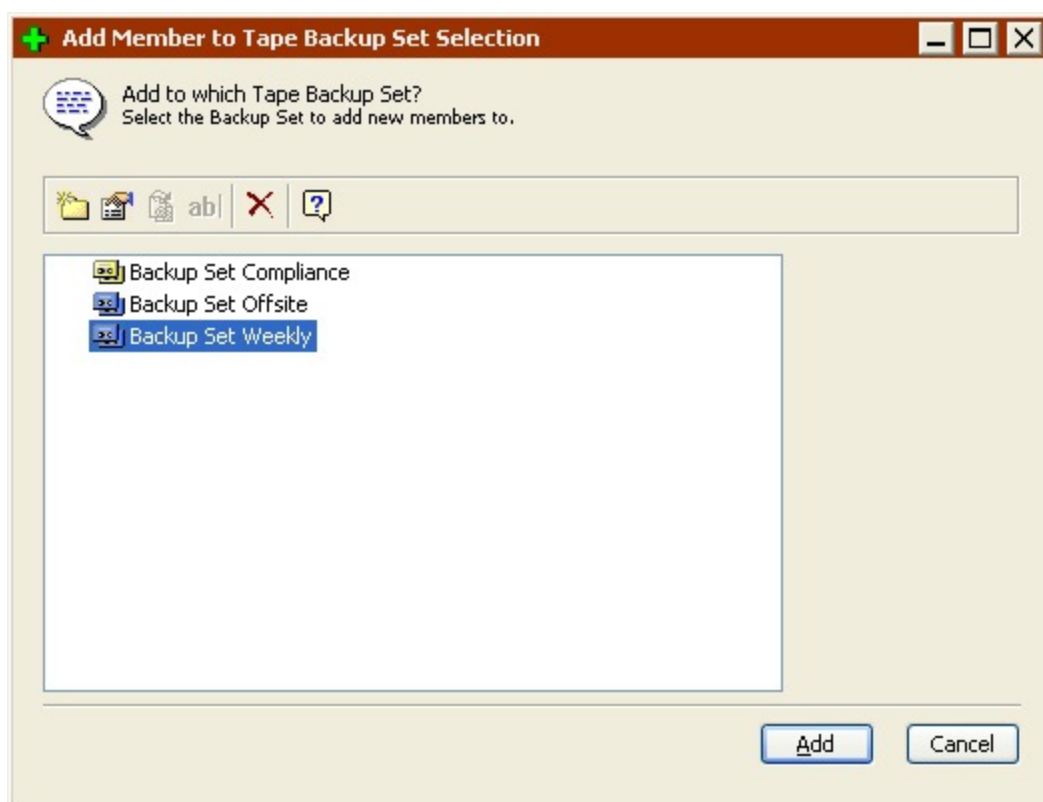 Add Member to Tape Backup Set Selection
Add to which Tape Backup Set?
Select the Backup Set to add new members to.
ab|
Backup Set Compliance
Backup Set Offsite
Backup Set Weekly
Add
Cancel